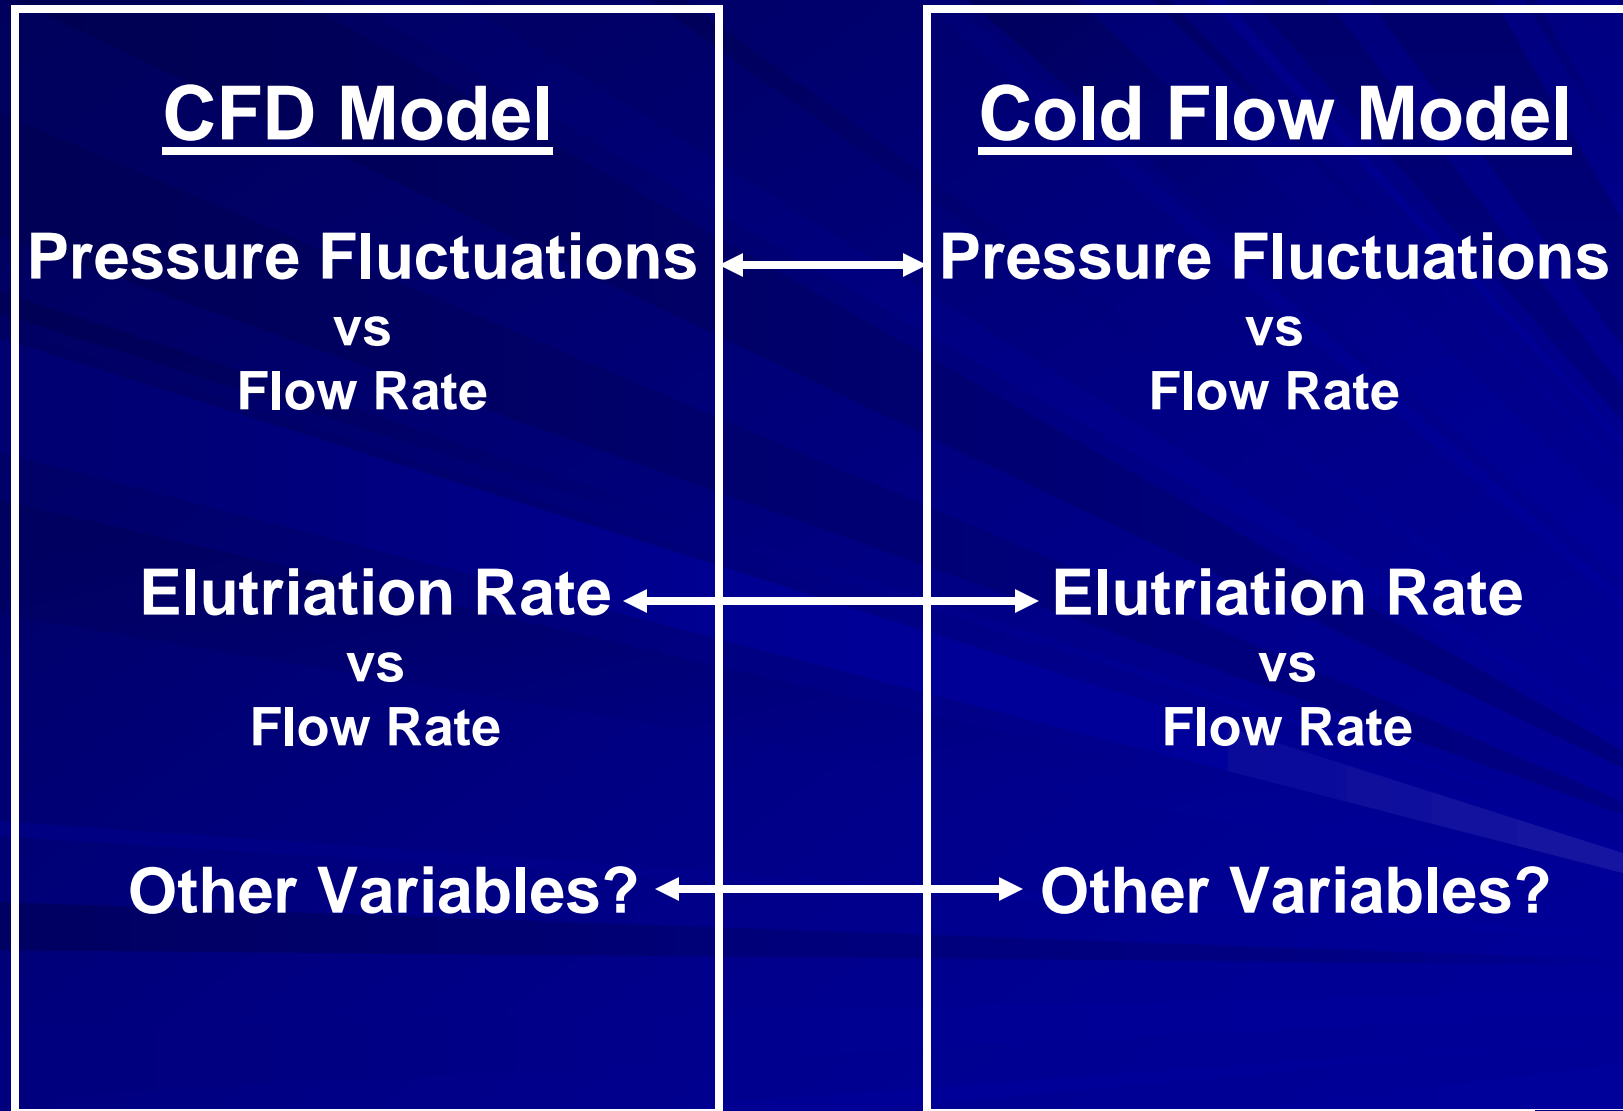 CFD Model
Pressure Fluctuations
vs
Flow Rate
Elutriation Rate
vs
Flow Rate
Other Variables?
Cold Flow Model
Pressure Fluctuations
vs
Flow Rate
Elutriation Rate
vs
Flow Rate
Other Variables?